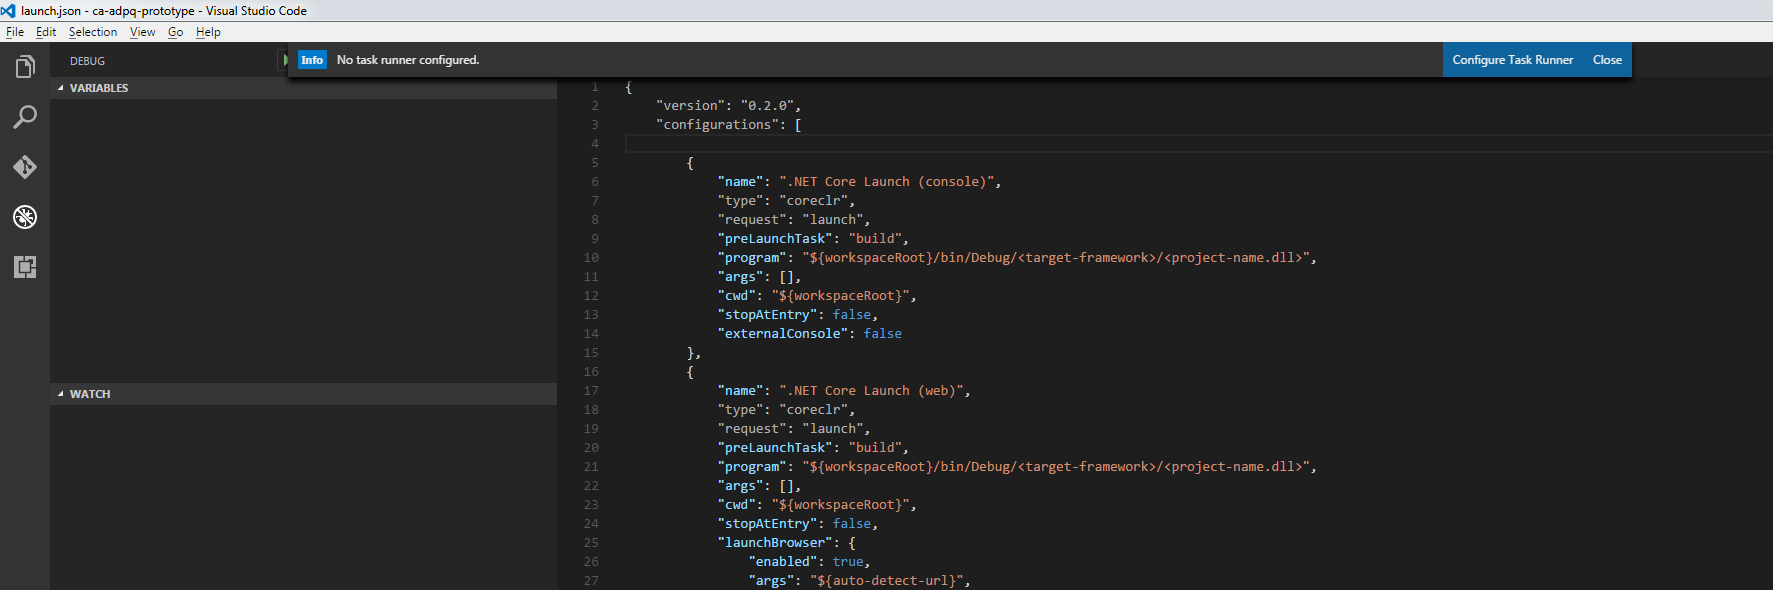 launch.json - ca-adpq-prototype - Visual Studio Code
File Edit Selection View Go Help
DEBUG
Info No task runner configured. Configure Task Runner Close
VARIABLES
WATCH
1 {
2 "version": "0.2.0",
3 "configurations": [
4
5 {
6 "name": ".NET Core Launch (console)",
7 "type": "coreclr",
8 "request": "launch",
9 "preLaunchTask": "build",
10 "program": "${workspaceRoot}/bin/Debug/<target-framework>/<project-name.dll>",
11 "args": [],
12 "cwd": "${workspaceRoot}",
13 "stopAtEntry": false,
14 "externalConsole": false
15 },
16 {
17 "name": ".NET Core Launch (web)",
18 "type": "coreclr",
19 "request": "launch",
20 "preLaunchTask": "build",
21 "program": "${workspaceRoot}/bin/Debug/<target-framework>/<project-name.dll>",
22 "args": [],
23 "cwd": "${workspaceRoot}",
24 "stopAtEntry": false,
25 "launchBrowser": {
26 "enabled": true,
27 "args": "${auto-detect-url}",